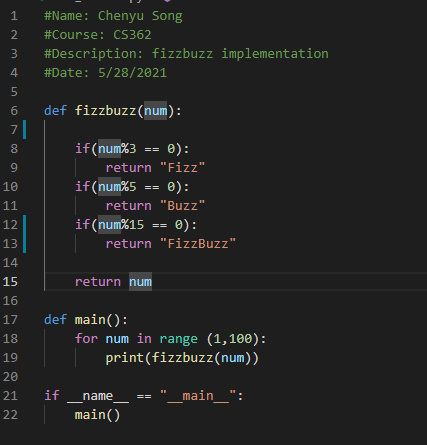 1 #Name: Chenyu Song
2 #Course: CS362
3 #Description: fizzbuzz implementation
4 #Date: 5/28/2021
5
6 def fizzbuzz(num):
7
8     if(num%3 == 0):
9         return "Fizz"
10     if(num%5 == 0):
11         return "Buzz"
12     if(num%15 == 0):
13         return "FizzBuzz"
14
15     return num
16
17 def main():
18     for num in range (1,100):
19         print(fizzbuzz(num))
20
21 if __name__ == "__main__":
22     main()